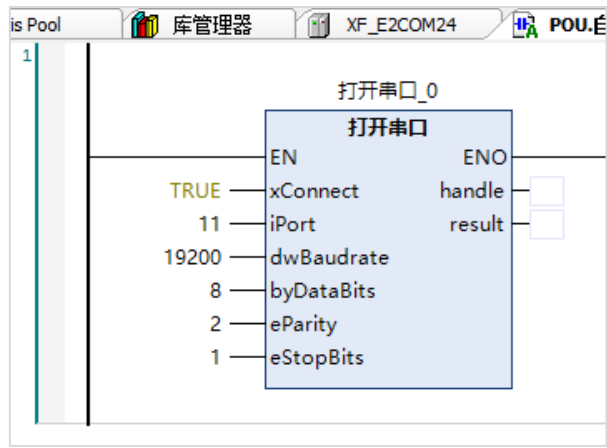 is Pool 库管理器 XF_E2COM24 POU.自
1
打开串口_0
打开串口
EN ENO
TRUE xConnect handle
11 iPort result
19200 dwBaudrate
8 byDataBits
2 eParity
1 eStopBits